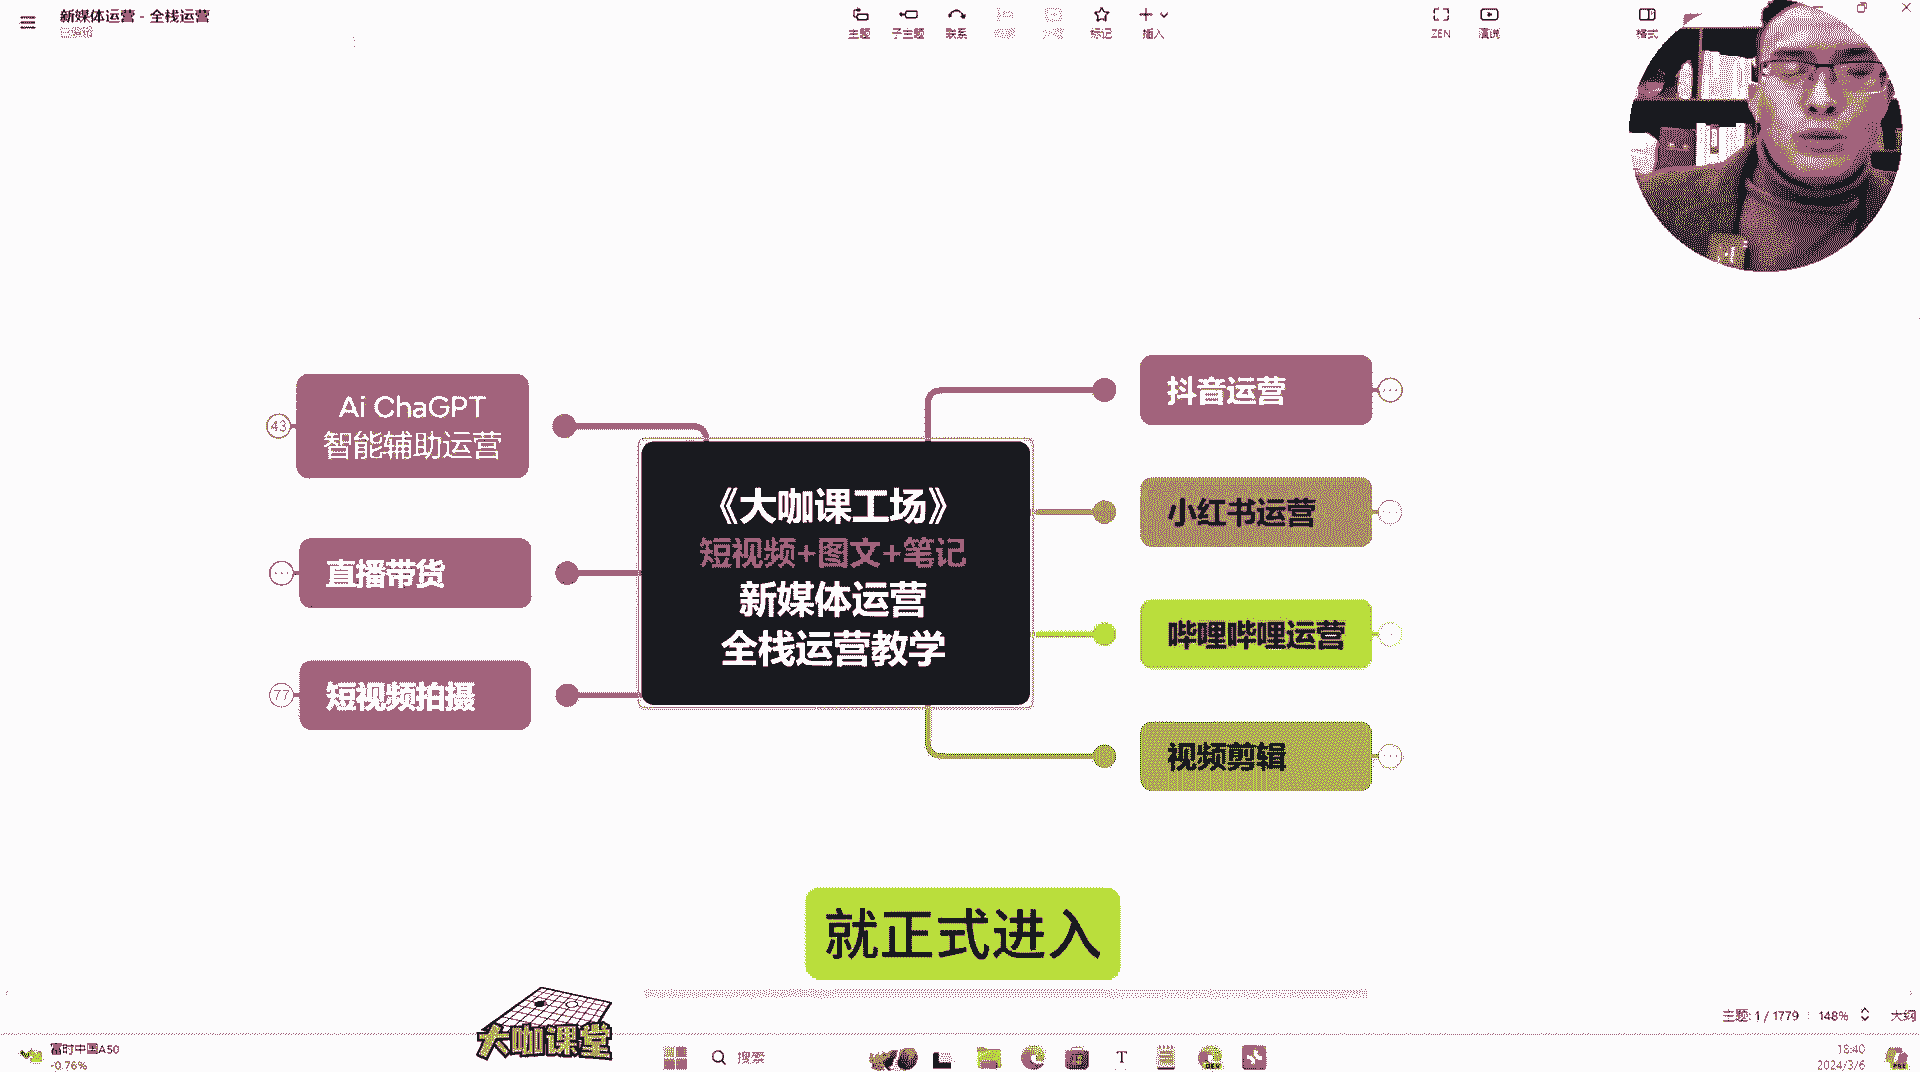 新媒体运营 - 全栈运营
主题
子主题
联系
标记
插入
ZEN
演说
格式
Ai ChaGPT
智能辅助运营
43
直播带货
短视频拍摄
77
《大咖课工场》
短视频+图文+笔记
新媒体运营
全栈运营教学
抖音运营
小红书运营
哔哩哔哩运营
视频剪辑
就正式进入
大咖课堂
主题: 1 / 1779
148%
大纲
富时中国A50
-0.76%
搜索
18:40
2024/3/6